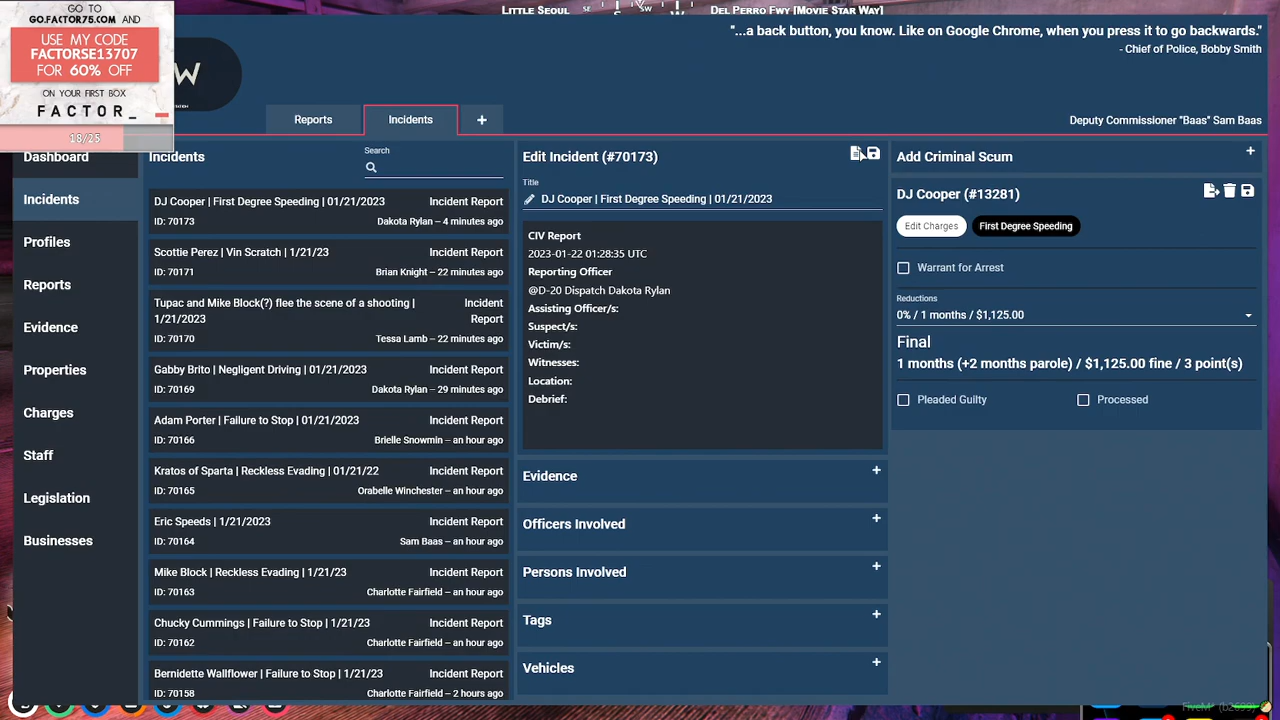 LITTLE SEOUL
SE
SW
DEL PERRO FWY [MOVIE STAR WAY]
GO TO
GO.FACTOR75.COM AND
USE MY CODE
FACTORSE13707
FOR 60% OFF
ON YOUR FIRST BOX
FACTOR_
18/25
W
"...a back button, you know. Like on Google Chrome, when you press it to go backwards."
- Chief of Police, Bobby Smith
Reports
Incidents
+
Deputy Commissioner "Baas" Sam Baas
Dashboard
Incidents
Profiles
Reports
Evidence
Properties
Charges
Staff
Legislation
Businesses
Incidents
Search
DJ Cooper | First Degree Speeding | 01/21/2023 Incident Report
ID: 70173 Dakota Rylan – 4 minutes ago
Scottie Perez | Vin Scratch | 1/21/23 Incident Report
ID: 70171 Brian Knight – 22 minutes ago
Tupac and Mike Block(?) flee the scene of a shooting | Incident
1/21/2023 Report
ID: 70170 Tessa Lamb – 22 minutes ago
Gabby Brito | Negligent Driving | 01/21/2023 Incident Report
ID: 70169 Dakota Rylan – 29 minutes ago
Adam Porter | Failure to Stop | 01/21/2023 Incident Report
ID: 70166 Brielle Snowmin – an hour ago
Kratos of Sparta | Reckless Evading | 01/21/22 Incident Report
ID: 70165 Orabelle Winchester – an hour ago
Eric Speeds | 1/21/2023 Incident Report
ID: 70164 Sam Baas – an hour ago
Mike Block | Reckless Evading | 1/21/23 Incident Report
ID: 70163 Charlotte Fairfield – an hour ago
Chucky Cummings | Failure to Stop | 1/21/23 Incident Report
ID: 70162 Charlotte Fairfield – an hour ago
Bernidette Wallflower | Failure to Stop | 1/21/23 Incident Report
ID: 70158 Charlotte Fairfield – 2 hours ago
Edit Incident (#70173)
Title
DJ Cooper | First Degree Speeding | 01/21/2023
CIV Report
2023-01-22 01:28:35 UTC
Reporting Officer
@D-20 Dispatch Dakota Rylan
Assisting Officer/s:
Suspect/s:
Victim/s:
Witnesses:
Location:
Debrief:
Evidence +
Officers Involved +
Persons Involved +
Tags +
Vehicles +
Add Criminal Scum +
DJ Cooper (#13281)
Edit Charges First Degree Speeding
Warrant for Arrest
Reductions
0% / 1 months / $1,125.00
Final
1 months (+2 months parole) / $1,125.00 fine / 3 point(s)
Pleaded Guilty Processed
FiveM® (b2699)